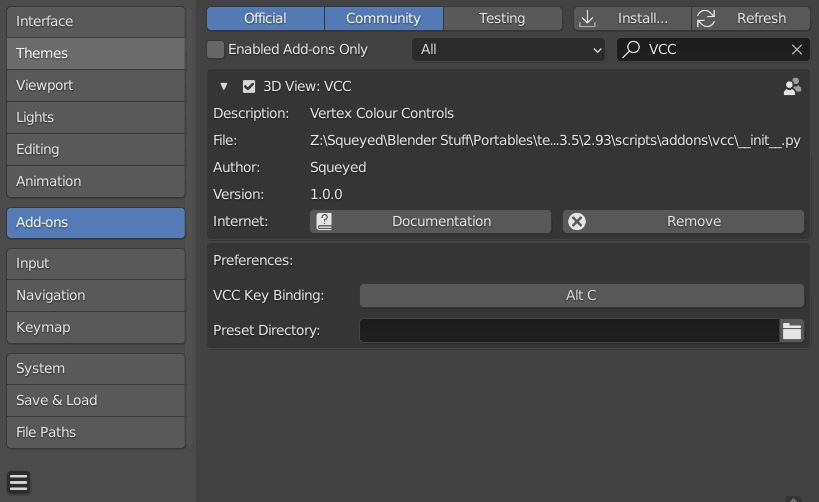 Interface
Themes
Viewport
Lights
Editing
Animation
Add-ons
Input
Navigation
Keymap
System
Save & Load
File Paths
Official Community Testing Install... Refresh
Enabled Add-ons Only All VCC
3D View: VCC
Description: Vertex Colour Controls
File: Z:\Squeyed\Blender Stuff\Portables\te...3.5\2.93\scripts\addons\vcc\__init__.py
Author: Squeyed
Version: 1.0.0
Internet: Documentation Remove
Preferences:
VCC Key Binding: Alt C
Preset Directory: